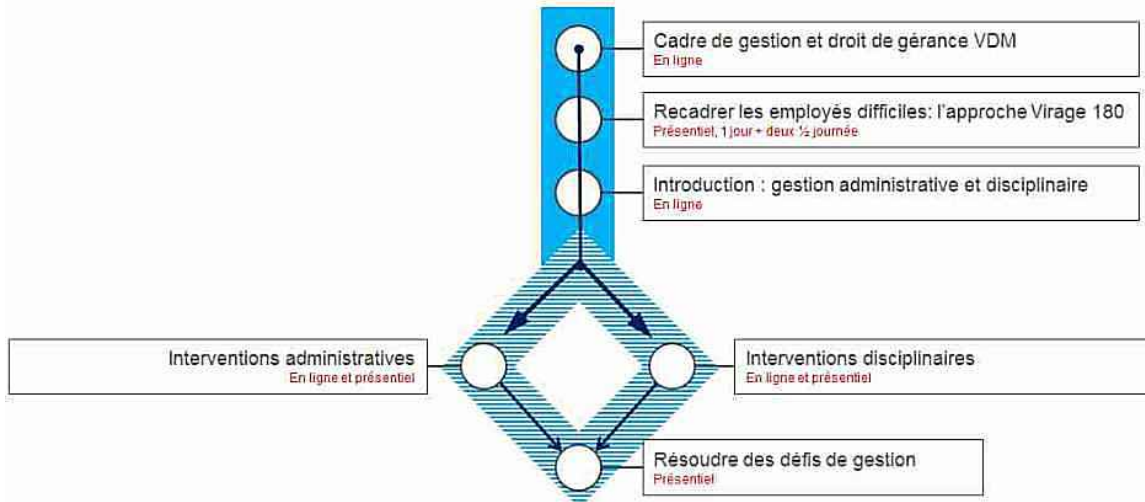 Cadre de gestion et droit de gérance VDM
En ligne
Recadrer les employés difficiles: l'approche Virage 180
Présentiel, 1 jour + deux ½ journée
Introduction : gestion administrative et disciplinaire
En ligne
Interventions administratives
En ligne et présentiel
Interventions disciplinaires
En ligne et présentiel
Résoudre des défis de gestion
Présentiel